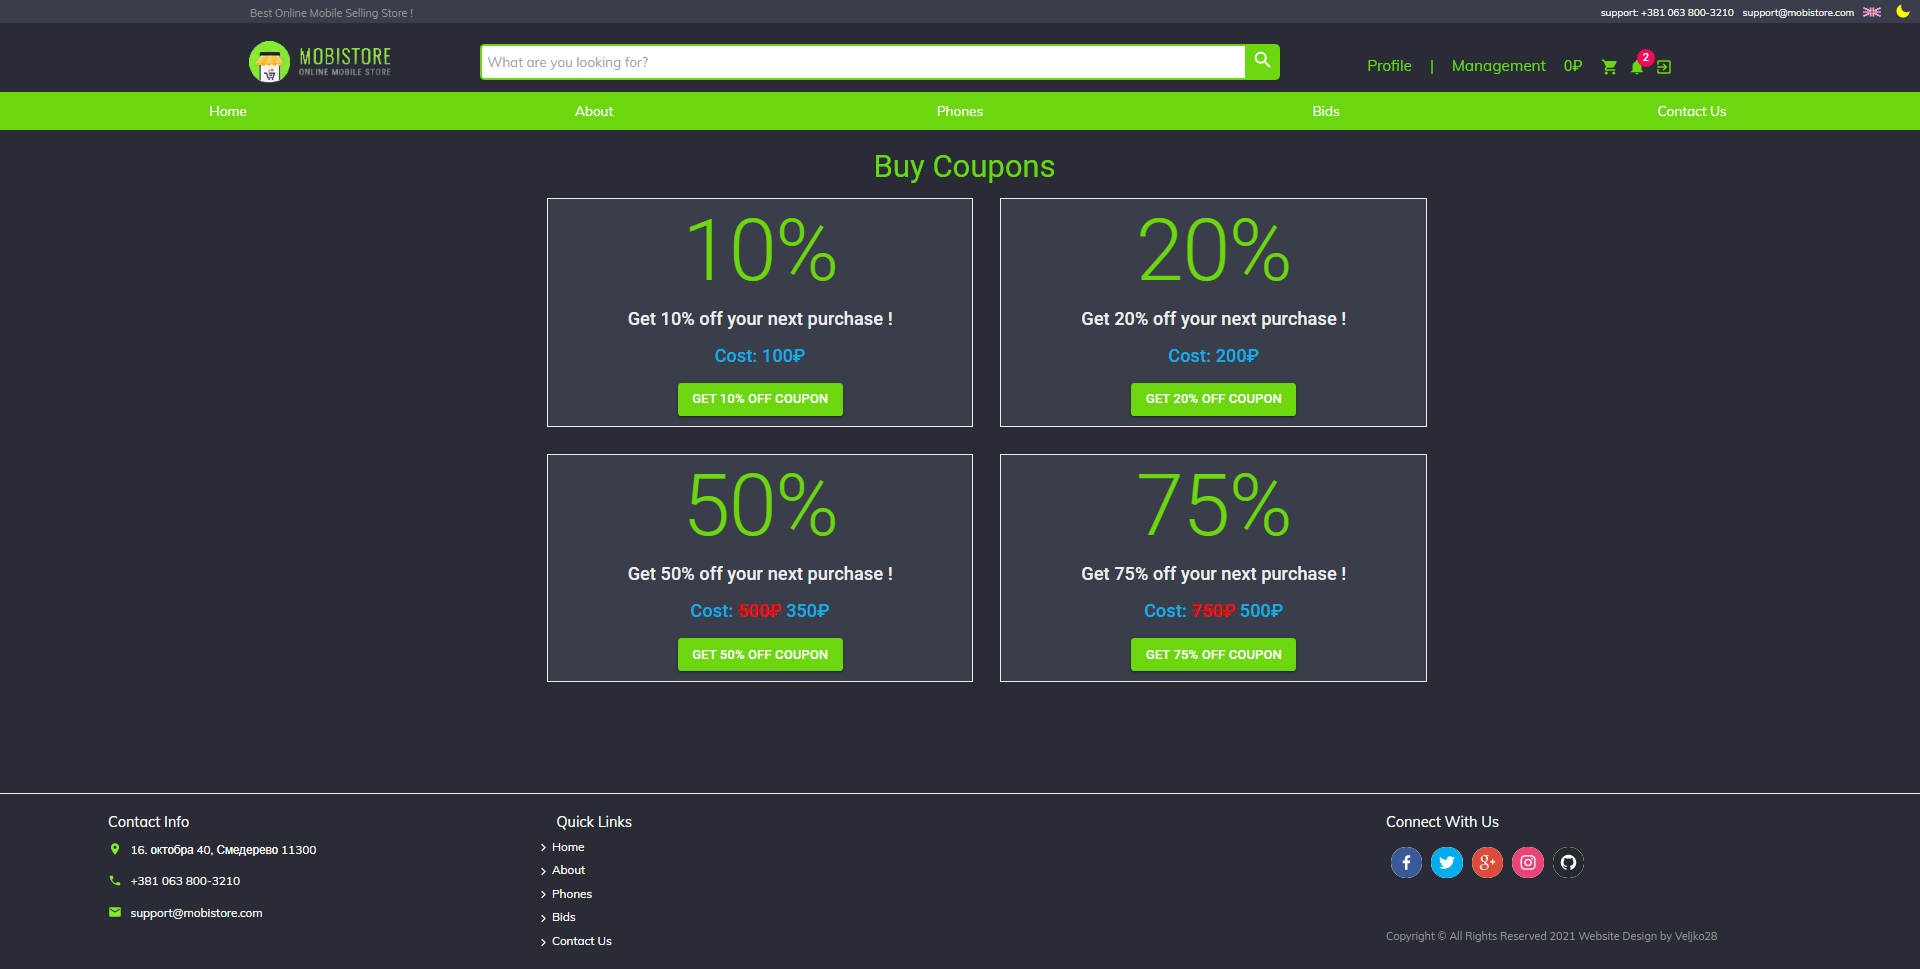 Best Online Mobile Selling Store !
support: +381 063 800-3210 support@mobistore.com
MOBISTORE
ONLINE MOBILE STORE
What are you looking for?
Profile | Management 0₽ 2
Home About Phones Bids Contact Us
Buy Coupons
10%
Get 10% off your next purchase !
Cost: 100₽
GET 10% OFF COUPON
20%
Get 20% off your next purchase !
Cost: 200₽
GET 20% OFF COUPON
50%
Get 50% off your next purchase !
Cost: 500₽ 350₽
GET 50% OFF COUPON
75%
Get 75% off your next purchase !
Cost: 750₽ 500₽
GET 75% OFF COUPON
Contact Info
16. октобра 40, Смедерево 11300
+381 063 800-3210
support@mobistore.com
Quick Links
Home
About
Phones
Bids
Contact Us
Connect With Us
Copyright © All Rights Reserved 2021 Website Design by Veljko28